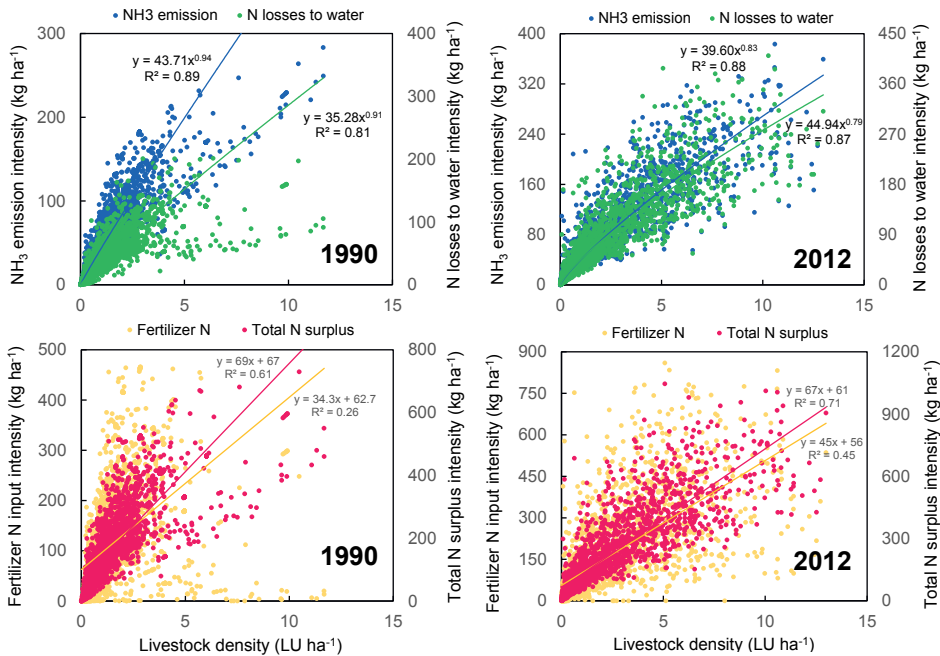 NH3 emission N losses to water
NH3 emission intensity (kg ha-1)
300
250
200
150
100
50
0
y = 43.71x0.94
R² = 0.89
y = 35.28x0.91
R² = 0.81
1990
400
300
200
100
0
N losses to water intensity (kg ha-1)
0 5 10 15
NH3 emission N losses to water
NH3 emission intensity (kg ha-1)
400
320
240
160
80
0
y = 39.60x0.83
R² = 0.88
y = 44.94x0.79
R² = 0.87
2012
450
360
270
180
90
0
N losses to water intensity (kg ha-1)
0 5 10 15
Fertilizer N Total N surplus
Fertilizer N input intensity (kg ha-1)
500
400
300
200
100
0
y = 69x + 67
R² = 0.61
y = 34.3x + 62.7
R² = 0.26
1990
800
600
400
200
0
Total N surplus intensity (kg ha-1)
0 5 10 15
Livestock density (LU ha-1)
Fertilizer N Total N surplus
Fertilizer N input intensity (kg ha-1)
900
750
600
450
300
150
0
y = 67x + 61
R² = 0.71
y = 45x + 56
R² = 0.45
2012
1200
900
600
300
0
Total N surplus intensity (kg ha-1)
0 5 10 15
Livestock density (LU ha-1)